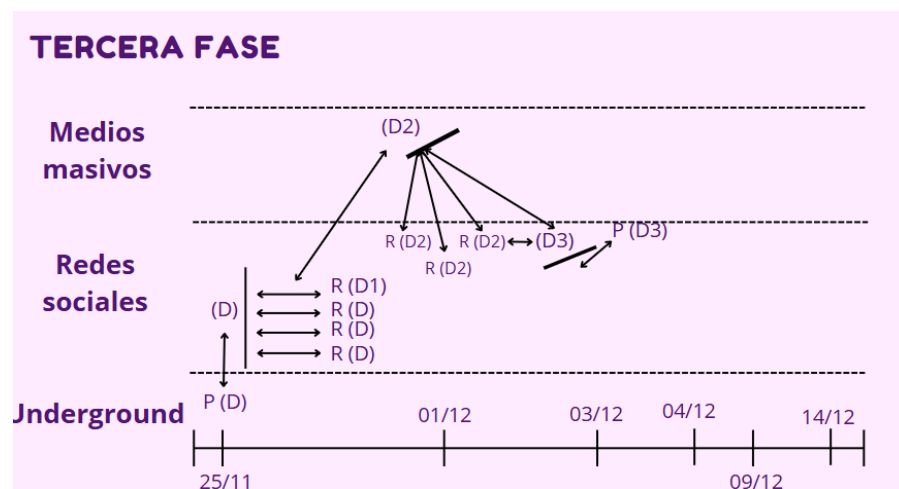 TERCERA FASE
Medios
masivos
(D2)
R (D2)
R (D2)
(D3)
P (D3)
R (D2)
Redes
sociales
(D)
R (D1)
R (D)
R (D)
R (D)
P (D)
Underground
25/11
01/12
03/12
04/12
09/12
14/12